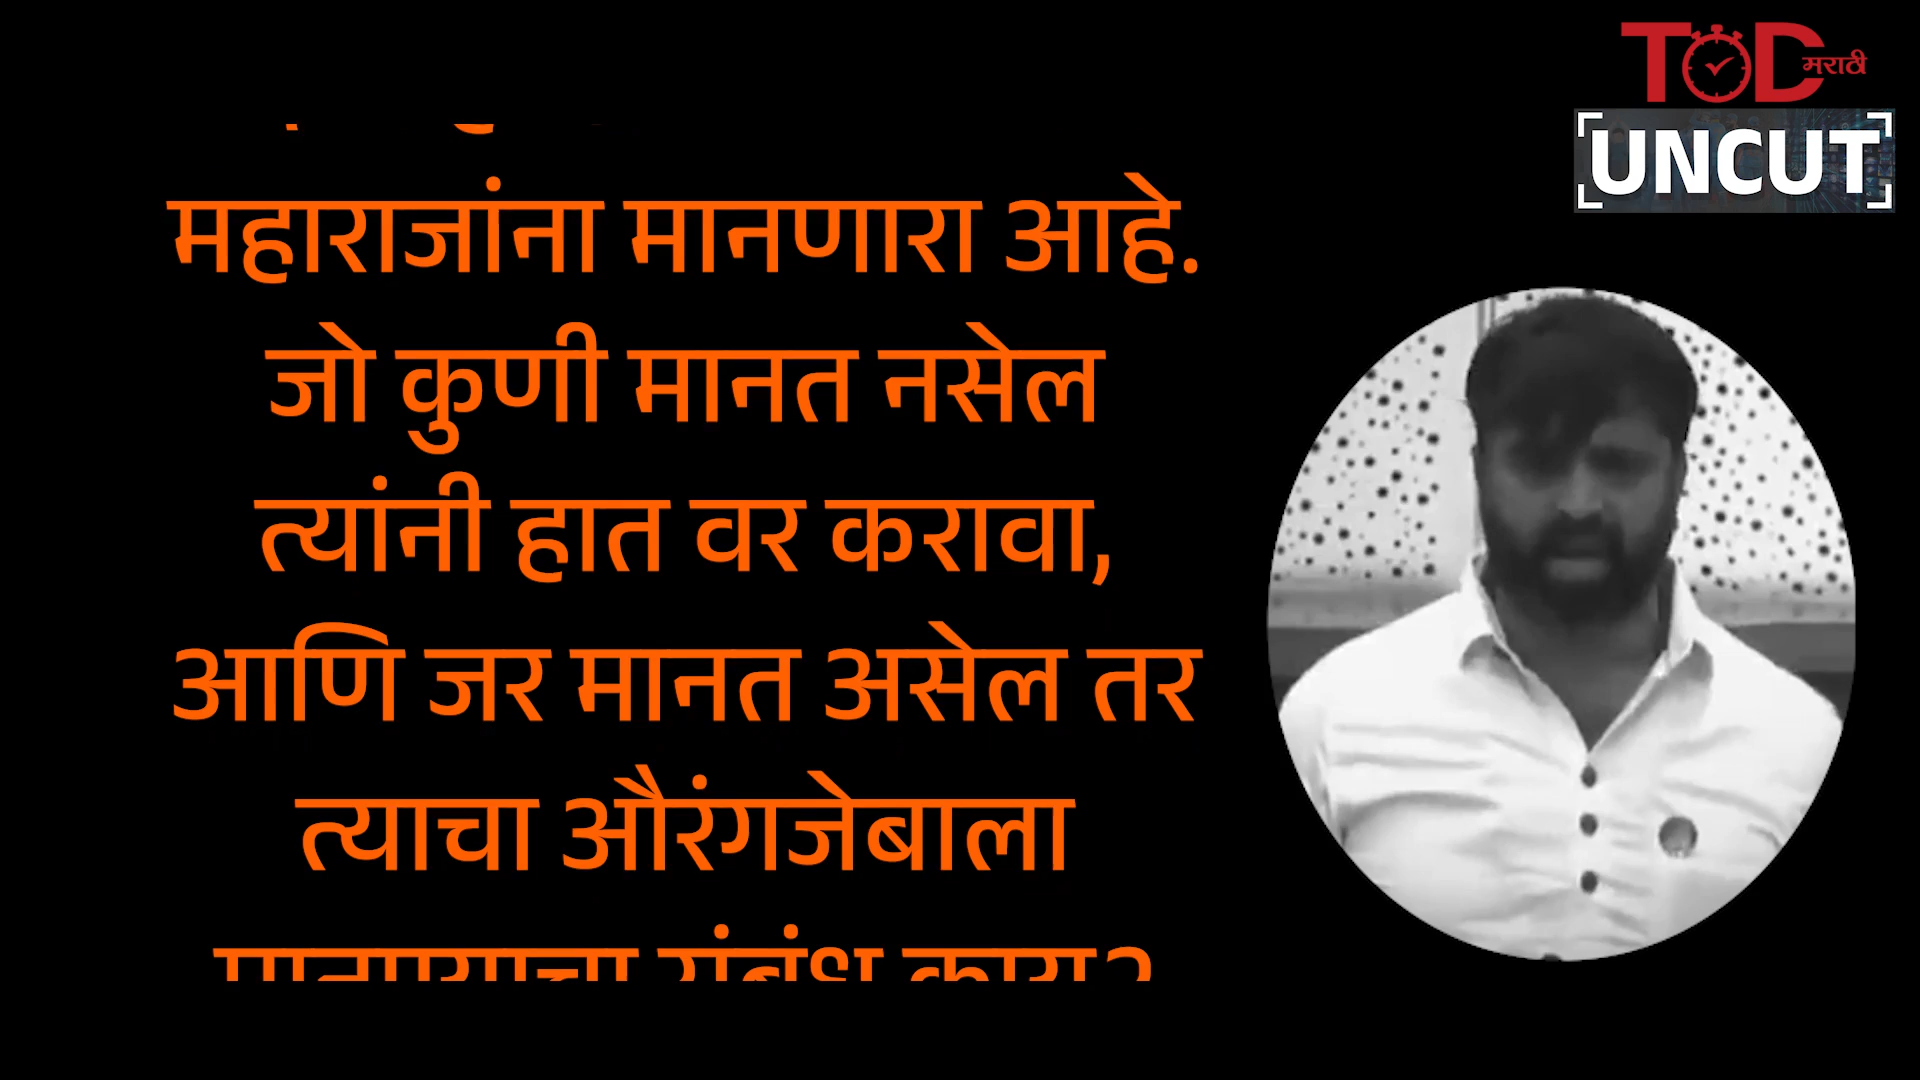 TOD मराठी
UNCUT
महाराजांना मानणारा आहे.
जो कुणी मानत नसेल
त्यांनी हात वर करावा,
आणि जर मानत असेल तर
त्याचा औरंगजेबाला
संबंध काय?